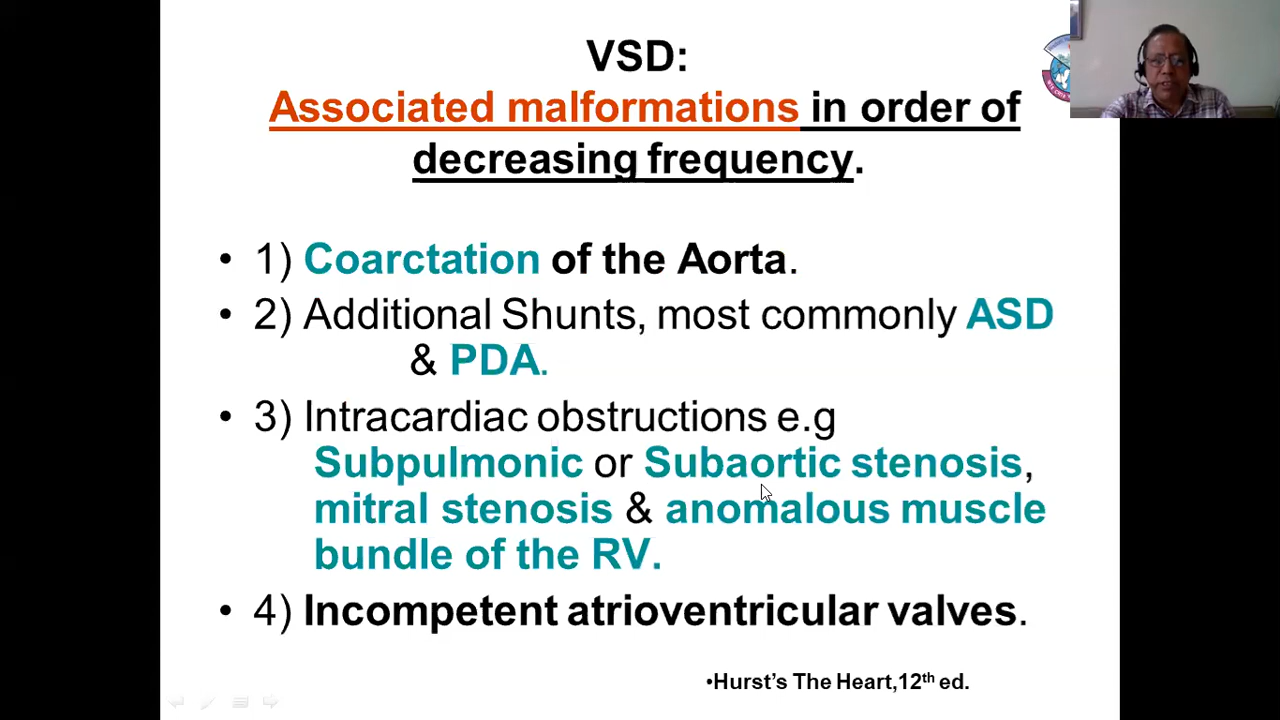 VSD:
Associated malformations in order of
decreasing frequency.
• 1) Coarctation of the Aorta.
• 2) Additional Shunts, most commonly ASD
& PDA.
• 3) Intracardiac obstructions e.g
Subpulmonic or Subaortic stenosis,
mitral stenosis & anomalous muscle
bundle of the RV.
• 4) Incompetent atrioventricular valves.
•Hurst's The Heart,12th ed.